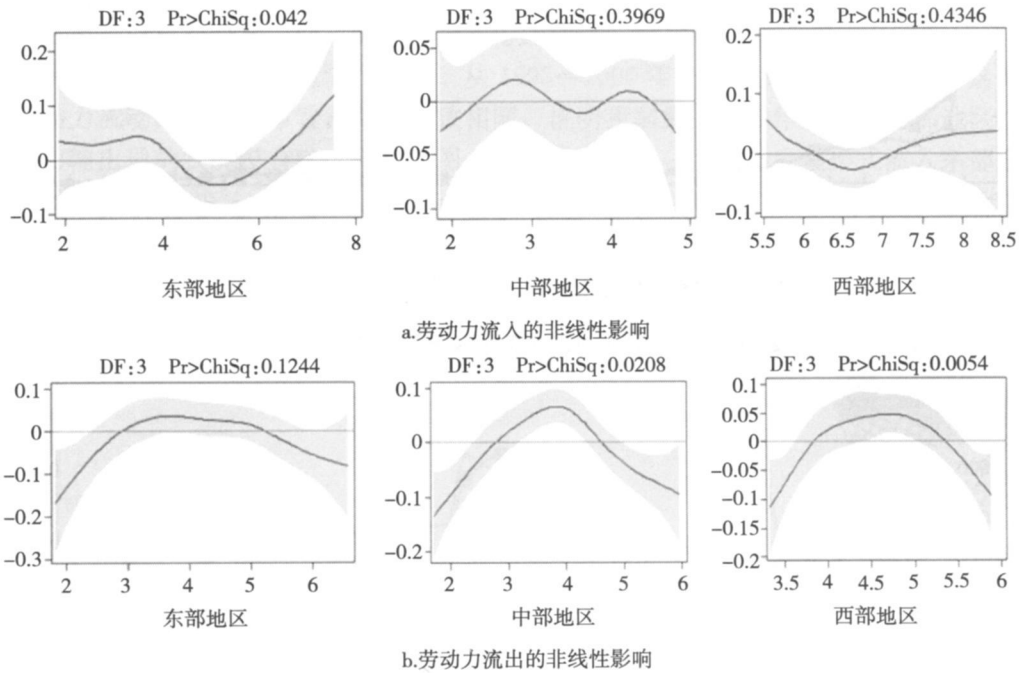 DF:3 Pr>ChiSq:0.042
0.2
0.1
0
-0.1
2 4 6 8
东部地区
DF:3 Pr>ChiSq:0.3969
0.05
0
-0.05
-0.1
2 3 4 5
中部地区
DF:3 Pr>ChiSq:0.4346
0.2
0.1
0
-0.1
5.5 6 6.5 7 7.5 8 8.5
西部地区
a.劳动力流入的非线性影响
DF:3 Pr>ChiSq:0.1244
0.1
0
-0.1
-0.2
-0.3
2 3 4 5 6
东部地区
DF:3 Pr>ChiSq:0.0208
0.1
0
-0.1
-0.2
2 3 4 5 6
中部地区
DF:3 Pr>ChiSq:0.0054
0.1
0.05
0
-0.05
-0.1
-0.15
-0.2
3.5 4 4.5 5 5.5 6
西部地区
b.劳动力流出的非线性影响